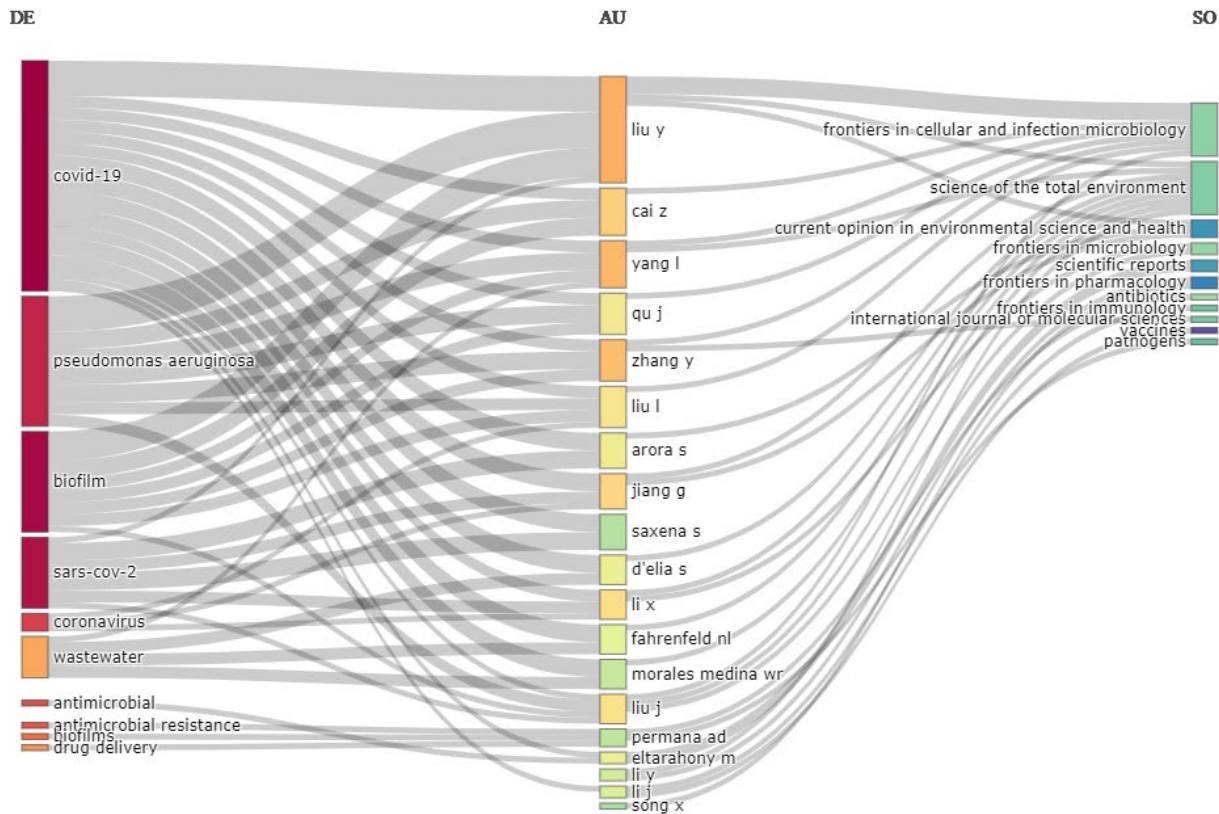 DE
AU
SO
covid-19
pseudomonas aeruginosa
biofilm
sars-cov-2
coronavirus
wastewater
antimicrobial
antimicrobial resistance
biofilms
drug delivery
liu y
cai z
yang l
qu j
zhang y
liu l
arora s
jiang g
saxena s
d'elia s
li x
fahrenfeld nl
morales medina wr
liu j
permana ad
eltarahony m
li y
li j
song x
frontiers in cellular and infection microbiology
science of the total environment
current opinion in environmental science and health
frontiers in microbiology
scientific reports
frontiers in pharmacology
antibiotics
frontiers in immunology
international journal of molecular sciences
vaccines
pathogens